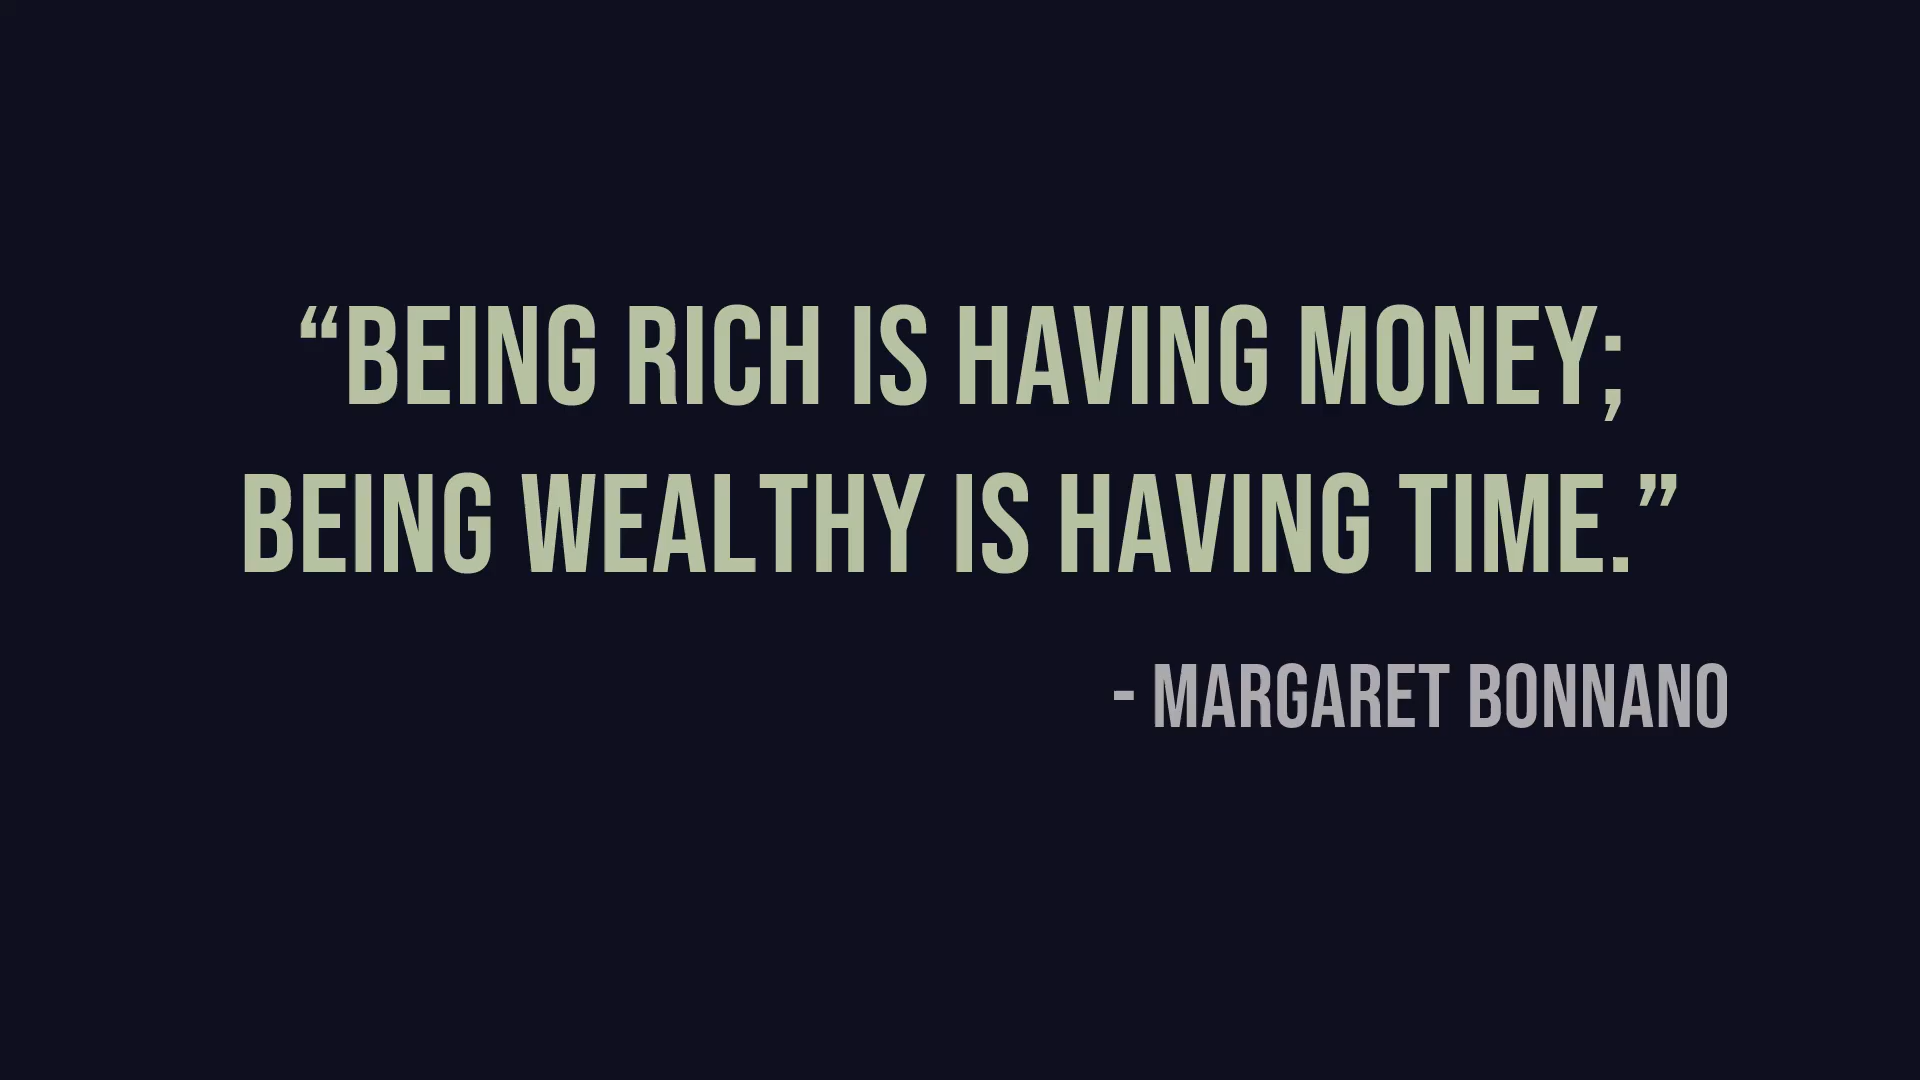 “BEING RICH IS HAVING MONEY;
BEING WEALTHY IS HAVING TIME.”
- MARGARET BONNANO